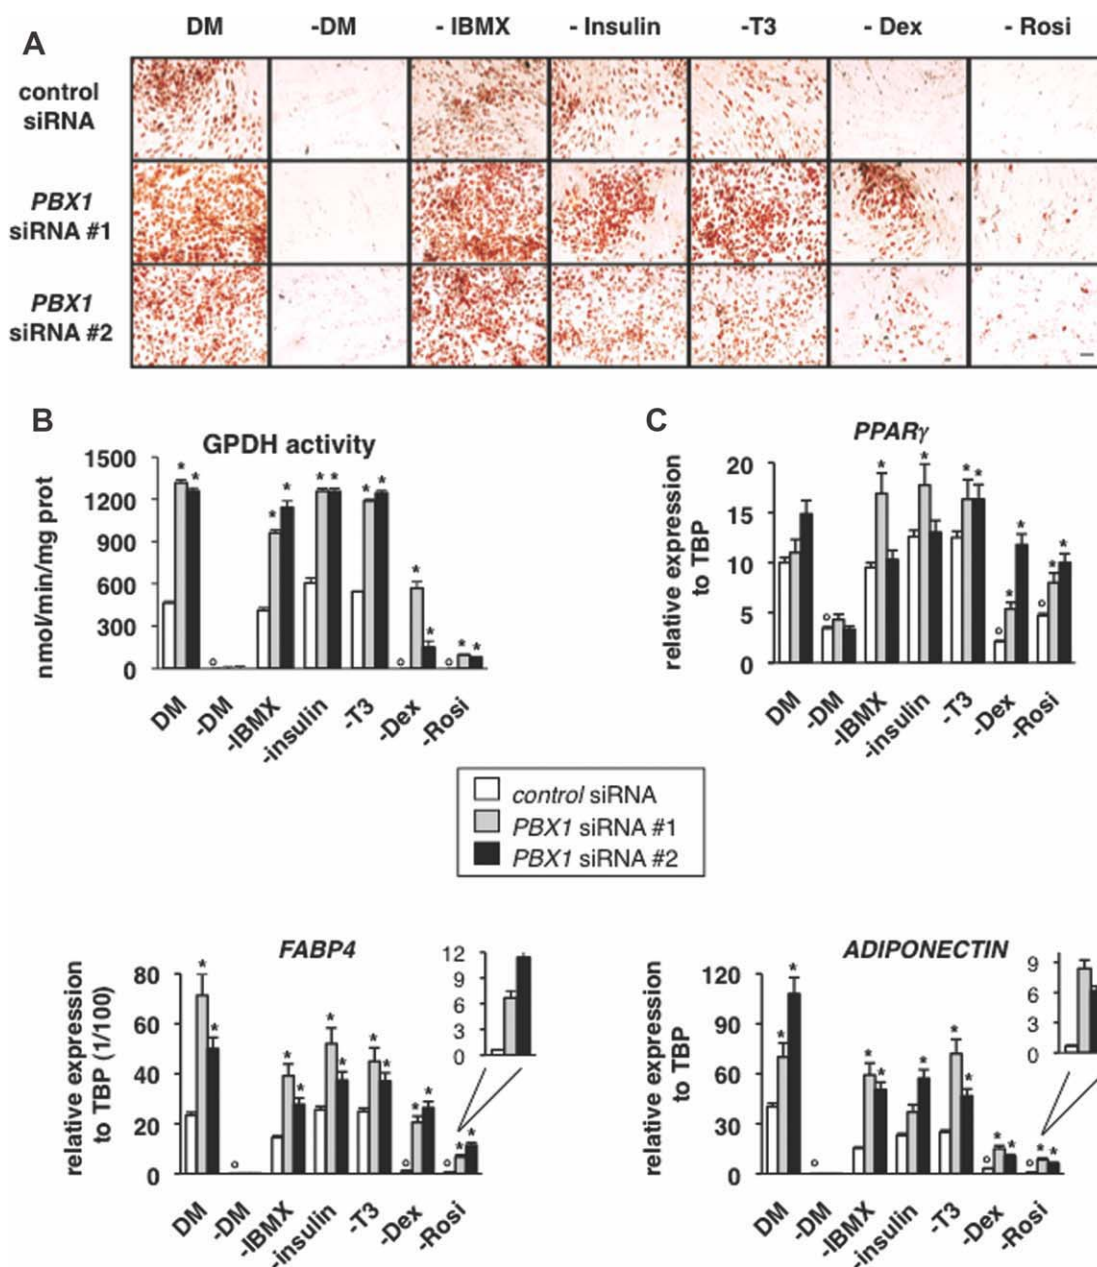 A
DM -DM - IBMX - Insulin -T3 - Dex - Rosi
control
siRNA
PBX1
siRNA #1
PBX1
siRNA #2
B
GPDH activity
nmol/min/mg prot
1500
1200
900
600
300
0
* * * * * * * * * * * *
° ° °
DM -DM -IBMX -insulin -T3 -Dex -Rosi
C
PPARγ
relative expression
to TBP
20
15
10
5
0
* * * * * * * *
° ° °
DM -DM -IBMX -insulin -T3 -Dex -Rosi
control siRNA
PBX1 siRNA #1
PBX1 siRNA #2
FABP4
relative expression
to TBP (1/100)
80
60
40
20
0
* * * * * * * * * * * *
° ° °
DM -DM -IBMX -insulin -T3 -Dex -Rosi
12
9
6
3
0
ADIPONECTIN
relative expression
to TBP
120
90
60
30
0
* * * * * * * * * * *
° ° °
DM -DM -IBMX -insulin -T3 -Dex -Rosi
9
6
3
0